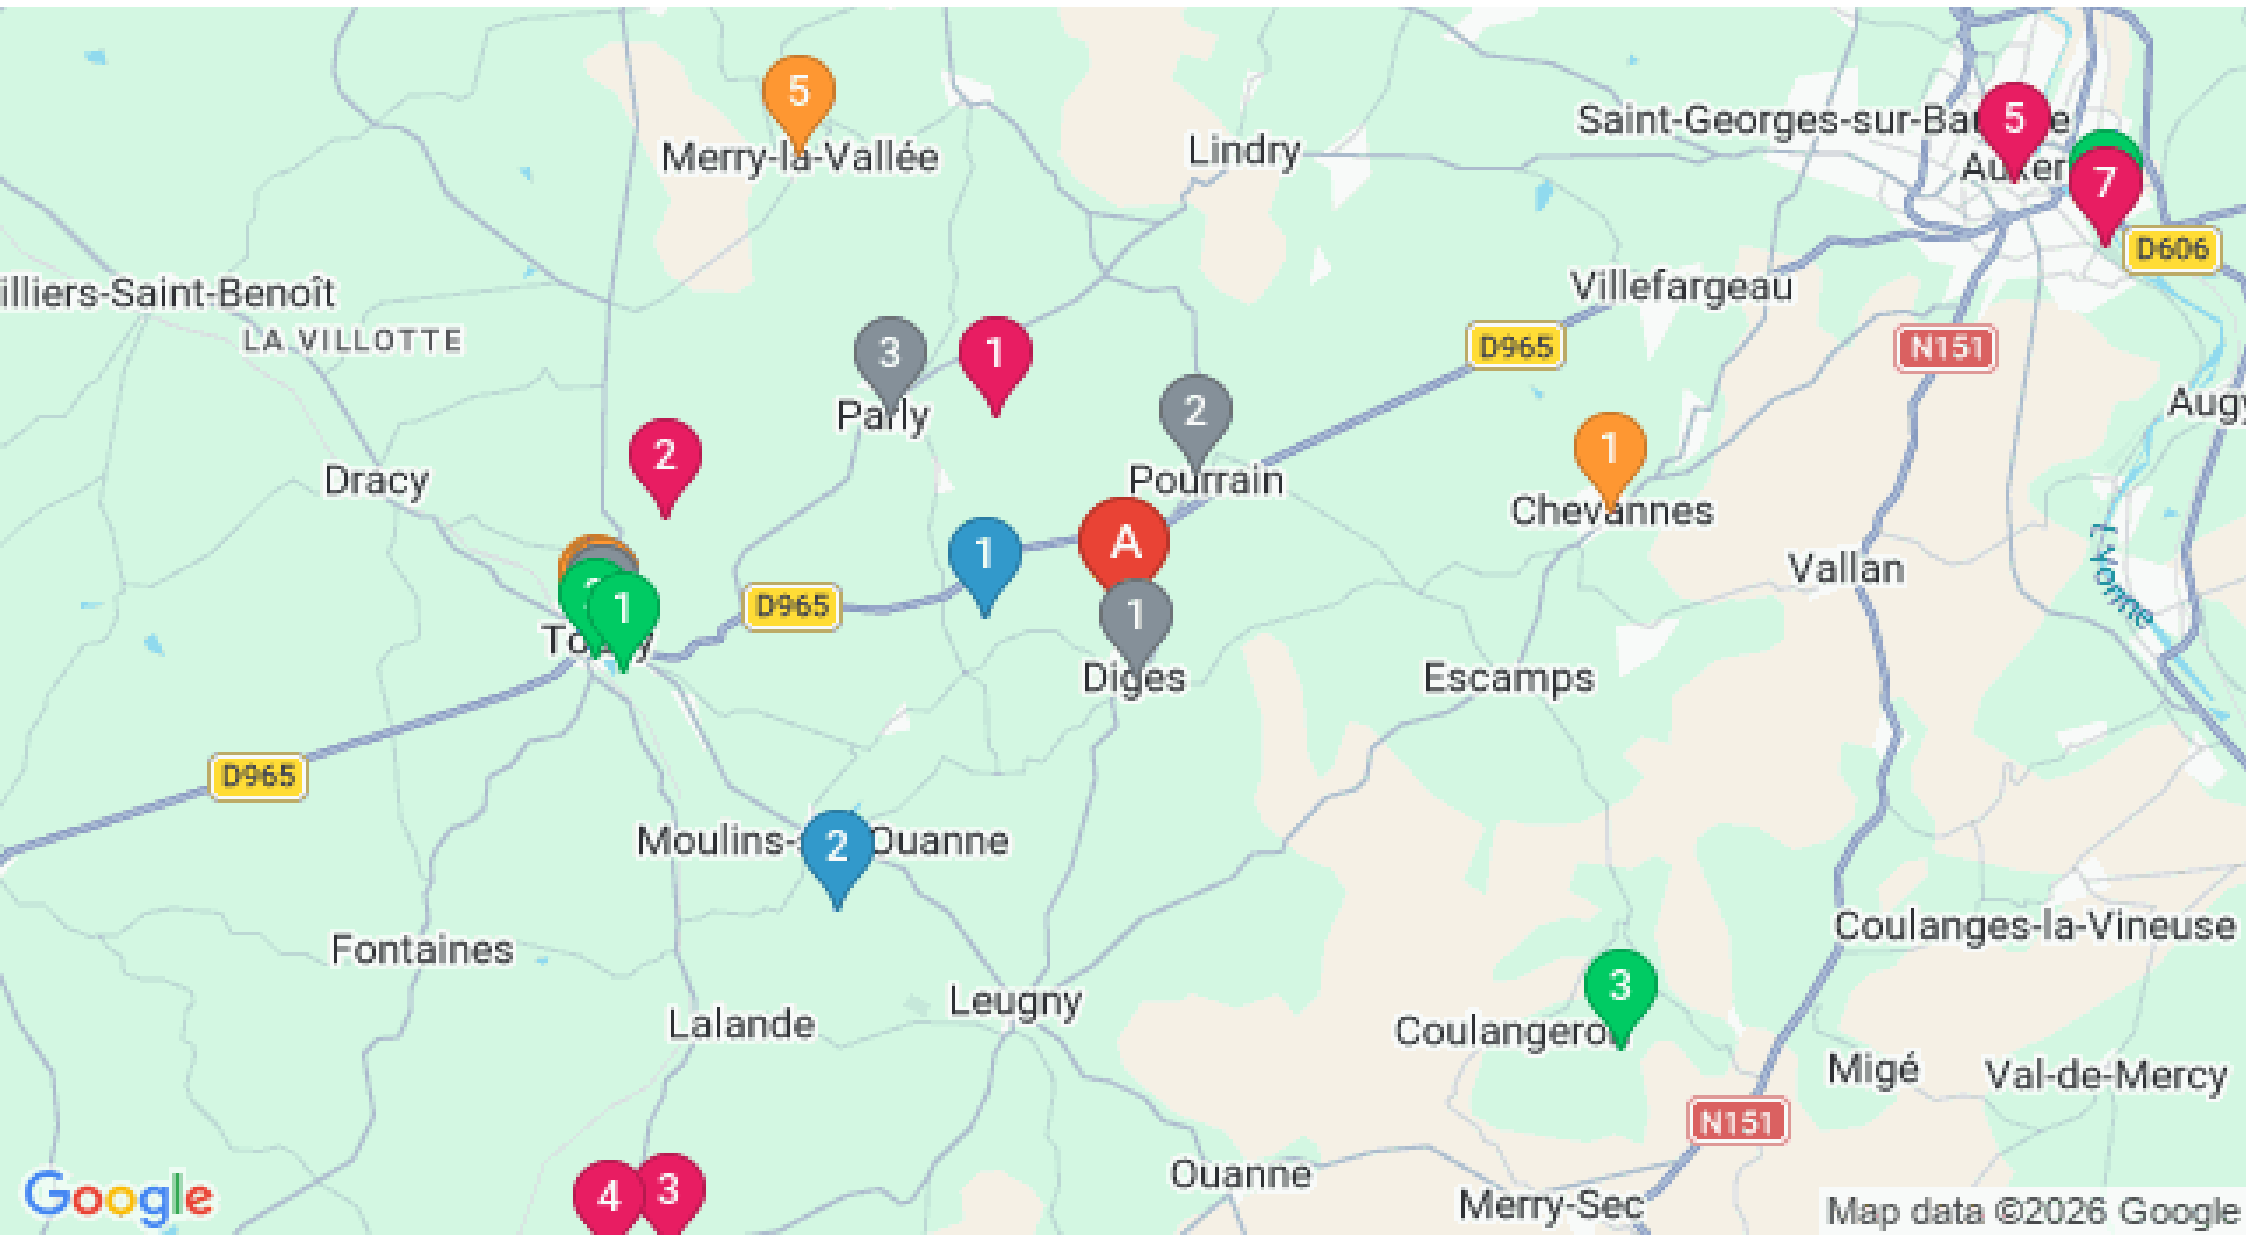 5
Merry-la-Vallée
Lindry
Saint-Georges-sur-Ba
5
7
D606
illiers-Saint-Benoît
LA VILLOTTE
Villefargeau
D965
N151
3
1
Parly
2
Pourrain
2
Dracy
1
Chevannes
Augy
A
1
Vallan
L'Yonne
1
D965
1
Diges
Escamps
D965
Moulins-
2
Ouanne
Fontaines
Coulanges-la-Vineuse
3
Leugny
Lalande
Coulangero
Migé
Val-de-Mercy
N151
Ouanne
4
3
Merry-Sec
Google
Map data ©2026 Google